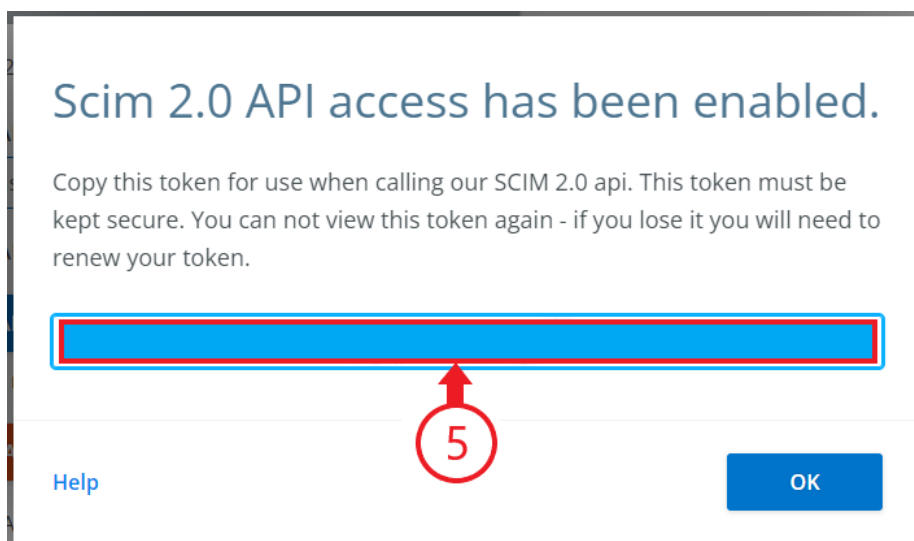 Scim 2.0 API access has been enabled.
Copy this token for use when calling our SCIM 2.0 api. This token must be
kept secure. You can not view this token again - if you lose it you will need to
renew your token.
5
Help
OK